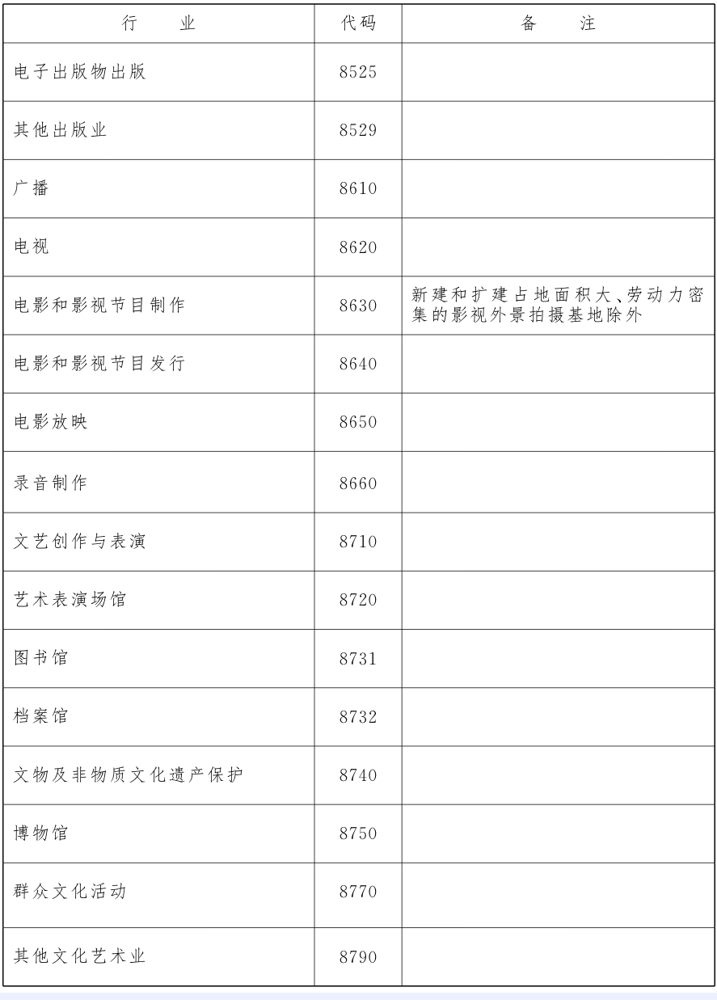 行 业 代码 备 注
电子出版物出版 8525
其他出版业 8529
广播 8610
电视 8620
电影和影视节目制作 8630 新建和扩建占地面积大、劳动力密
集的影视外景拍摄基地除外
电影和影视节目发行 8640
电影放映 8650
录音制作 8660
文艺创作与表演 8710
艺术表演场馆 8720
图书馆 8731
档案馆 8732
文物及非物质文化遗产保护 8740
博物馆 8750
群众文化活动 8770
其他文化艺术业 8790